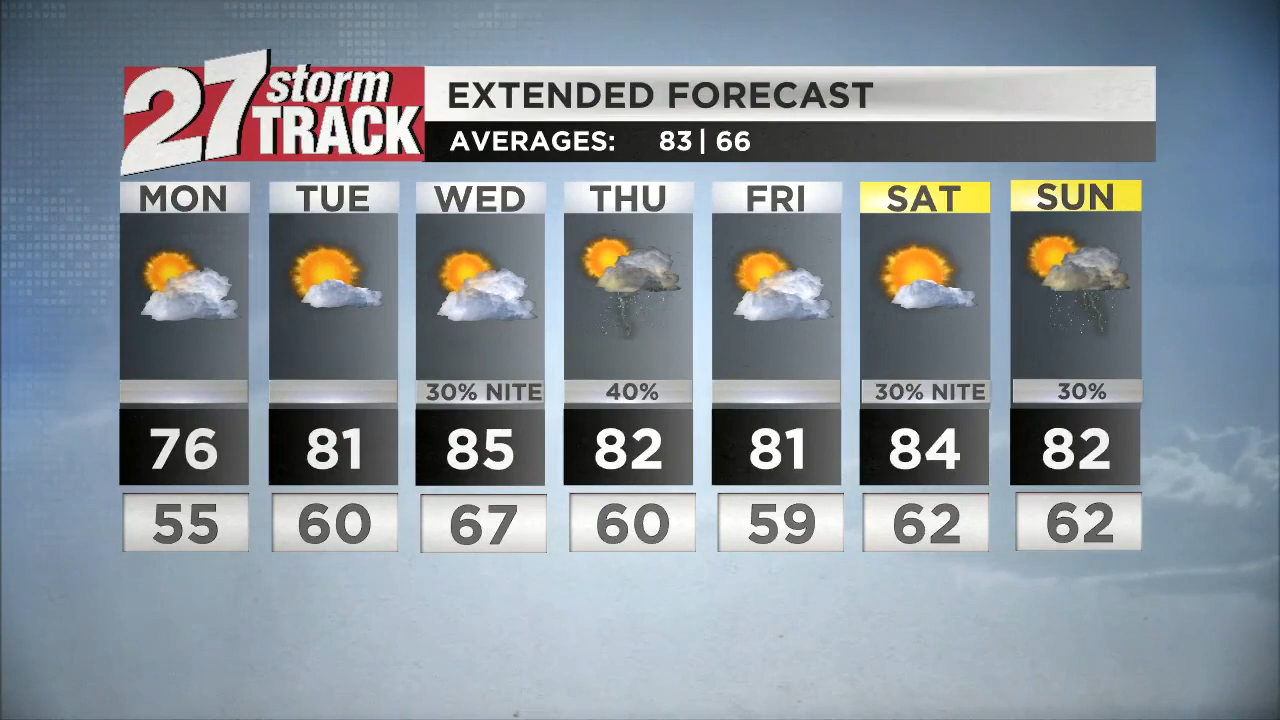 27 storm TRACK
EXTENDED FORECAST
AVERAGES: 83 | 66
MON TUE WED THU FRI SAT SUN
30% NITE 40% 30% NITE 30%
76 81 85 82 81 84 82
55 60 67 60 59 62 62